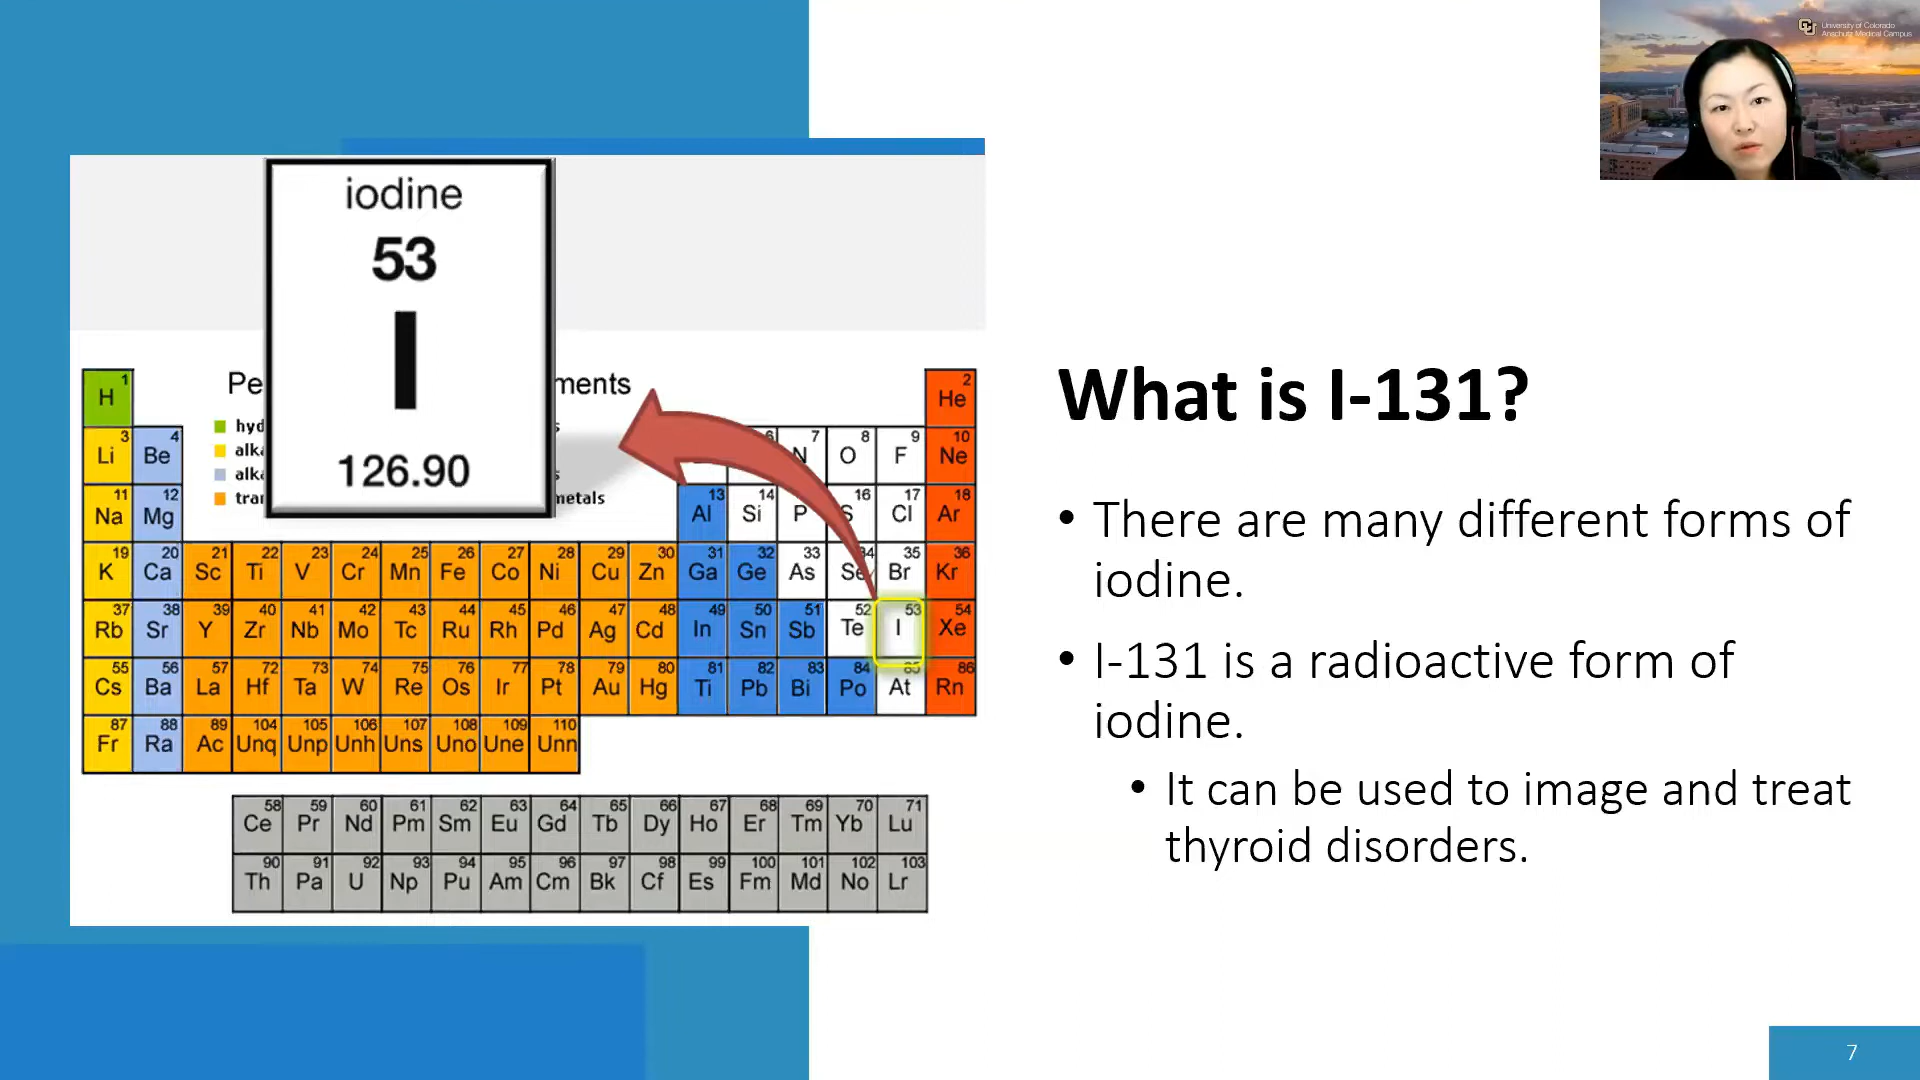 University of Colorado
Anschutz Medical Campus
iodine
53
I
126.90
Pe ments
hyd s
alka
alka s
tran metals
H 1 He 2
Li 3 Be 4 6 N 7 O 8 F 9 Ne 10
Na 11 Mg 12 Al 13 Si 14 P S 16 Cl 17 Ar 18
K 19 Ca 20 Sc 21 Ti 22 V 23 Cr 24 Mn 25 Fe 26 Co 27 Ni 28 Cu 29 Zn 30 Ga 31 Ge 32 As 33 Se 34 Br 35 Kr 36
Rb 37 Sr 38 Y 39 Zr 40 Nb 41 Mo 42 Tc 43 Ru 44 Rh 45 Pd 46 Ag 47 Cd 48 In 49 Sn 50 Sb 51 Te 52 I 53 Xe 54
Cs 55 Ba 56 La 57 Hf 72 Ta 73 W 74 Re 75 Os 76 Ir 77 Pt 78 Au 79 Hg 80 Ti 81 Pb 82 Bi 83 Po 84 At 85 Rn 86
Fr 87 Ra 88 Ac 89 Unq 104 Unp 105 Unh 106 Uns 107 Uno 108 Une 109 Unn 110
Ce 58 Pr 59 Nd 60 Pm 61 Sm 62 Eu 63 Gd 64 Tb 65 Dy 66 Ho 67 Er 68 Tm 69 Yb 70 Lu 71
Th 90 Pa 91 U 92 Np 93 Pu 94 Am 95 Cm 96 Bk 97 Cf 98 Es 99 Fm 100 Md 101 No 102 Lr 103
What is I-131?
• There are many different forms of
iodine.
• I-131 is a radioactive form of
iodine.
• It can be used to image and treat
thyroid disorders.
7